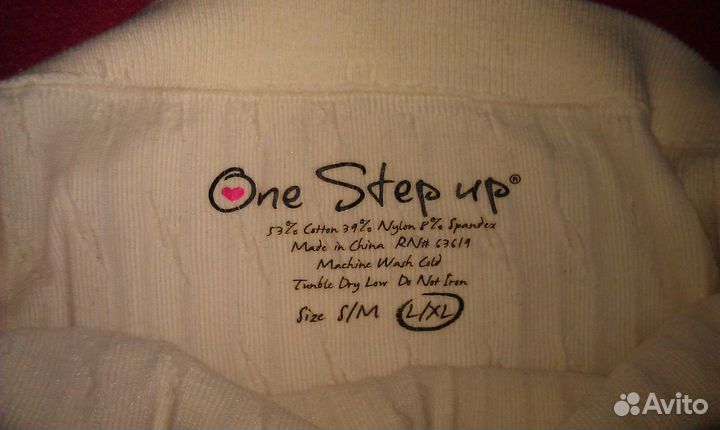 One Step up®
53% Cotton 39% Nylon 8% Spandex
Made in China RN# 63619
Machine Wash Cold
Tumble Dry Low Do Not Iron
Size S/M L/XL
Avito